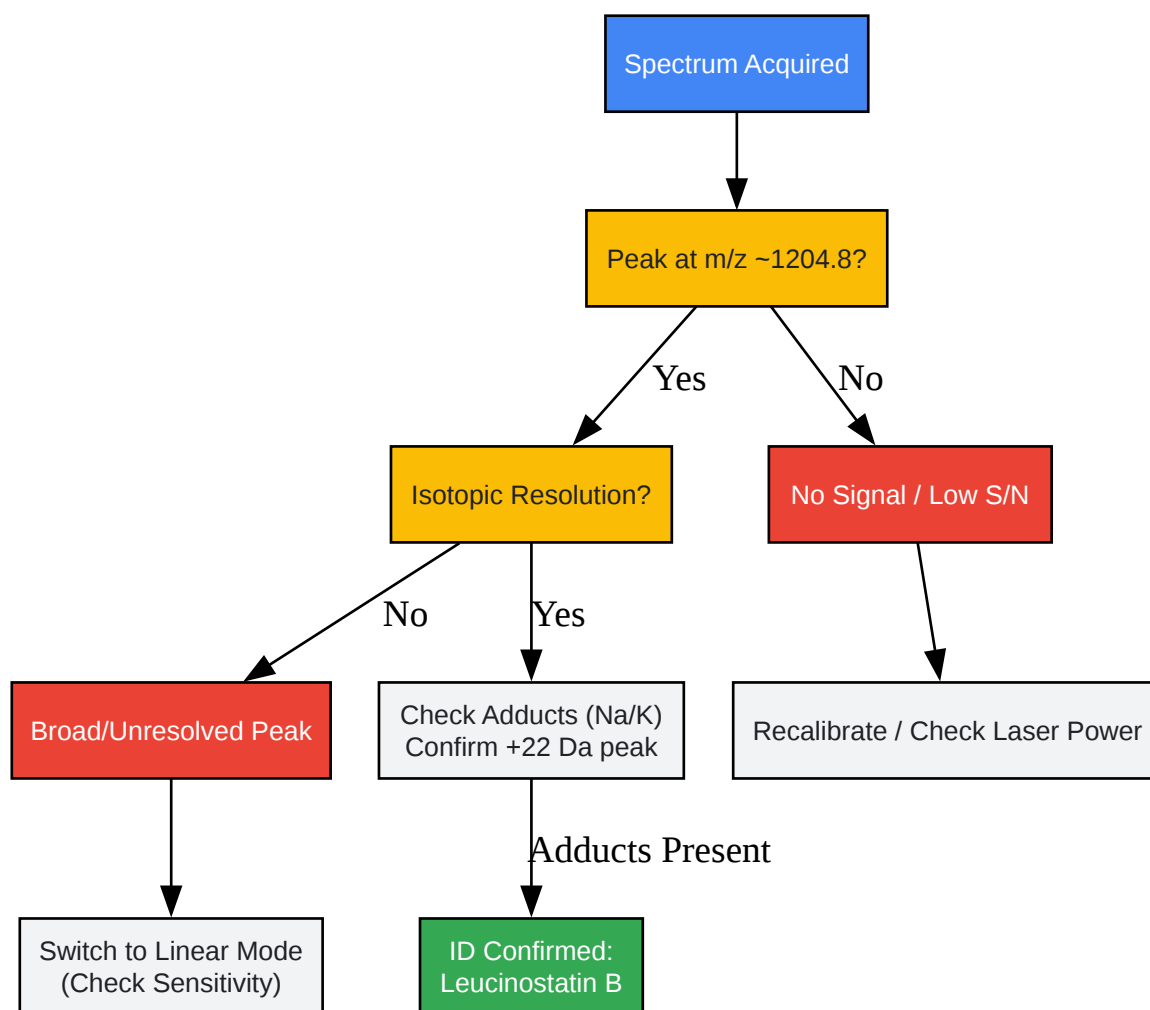 Spectrum Acquired
Peak at m/z ~1204.8?
Yes
No
Isotopic Resolution?
No Signal / Low S/N
No
Yes
Broad/Unresolved Peak
Check Adducts (Na/K)
Confirm +22 Da peak
Recalibrate / Check Laser Power
Adducts Present
Switch to Linear Mode
(Check Sensitivity)
ID Confirmed:
Leucinostatin B